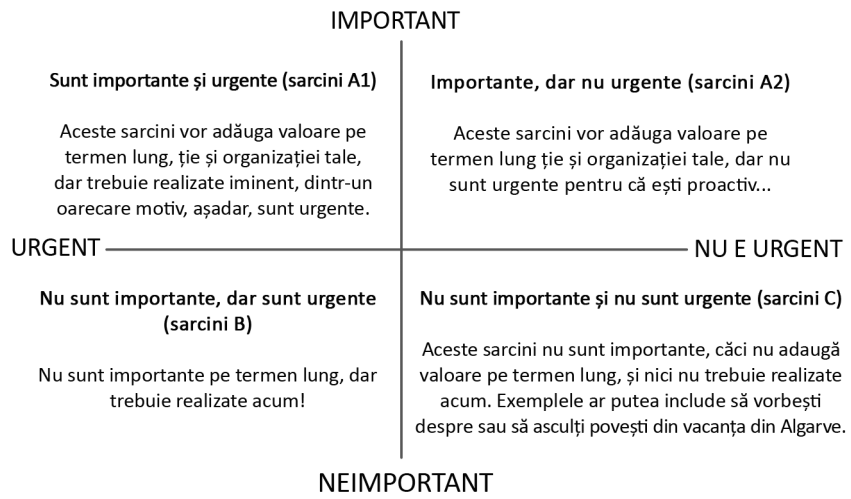 IMPORTANT
Sunt importante și urgente (sarcini A1)
Aceste sarcini vor adăuga valoare pe
termen lung, ție și organizației tale,
dar trebuie realizate iminent, dintr-un
oarecare motiv, așadar, sunt urgente.
Importante, dar nu urgente (sarcini A2)
Aceste sarcini vor adăuga valoare pe
termen lung ție și organizației tale, dar nu
sunt urgente pentru că ești proactiv...
URGENT
NU E URGENT
Nu sunt importante, dar sunt urgente
(sarcini B)
Nu sunt importante pe termen lung, dar
trebuie realizate acum!
Nu sunt importante și nu sunt urgente (sarcini C)
Aceste sarcini nu sunt importante, căci nu adaugă
valoare pe termen lung, și nici nu trebuie realizate
acum. Exemplele ar putea include să vorbești
despre sau să asculți povești din vacanța din Algarve.
NEIMPORTANT